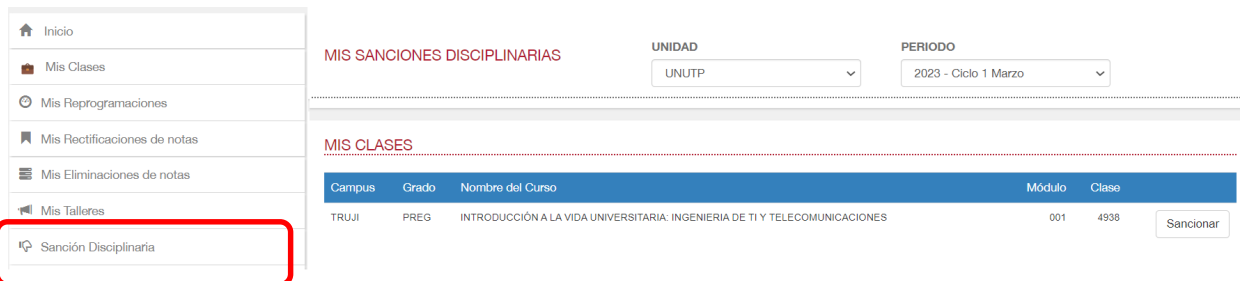 Inicio
Mis Clases
Mis Reprogramaciones
Mis Rectificaciones de notas
Mis Eliminaciones de notas
Mis Talleres
Sanción Disciplinaria
MIS SANCIONES DISCIPLINARIAS
UNIDAD
UNUTP
PERIODO
2023 - Ciclo 1 Marzo
MIS CLASES
Campus Grado Nombre del Curso Módulo Clase
TRUJI PREG INTRODUCCIÓN A LA VIDA UNIVERSITARIA: INGENIERIA DE TI Y TELECOMUNICACIONES 001 4938 Sancionar